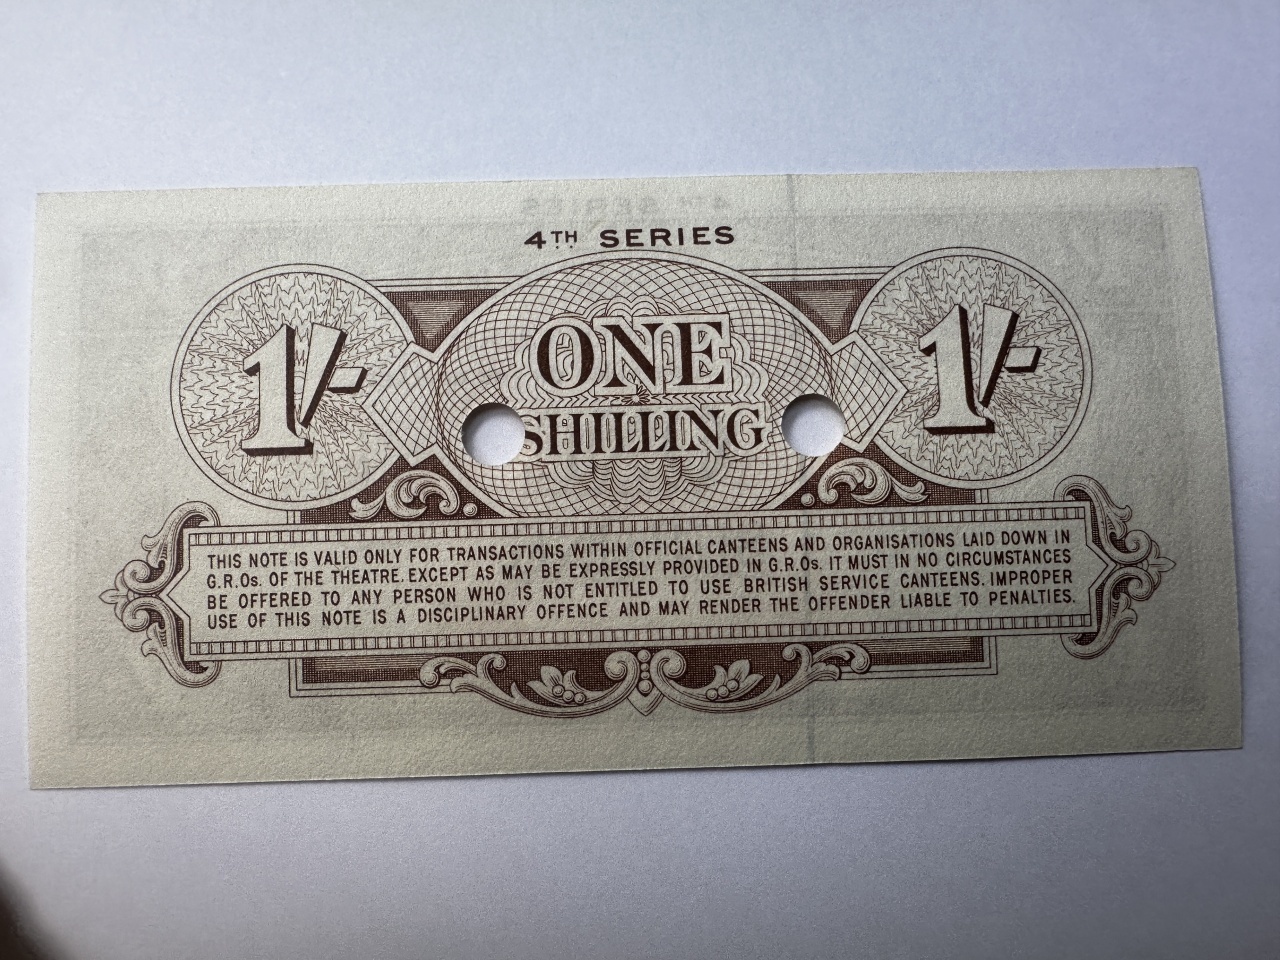 4TH SERIES
1/-
ONE
SHILLING
1/-
THIS NOTE IS VALID ONLY FOR TRANSACTIONS WITHIN OFFICIAL CANTEENS AND ORGANISATIONS LAID DOWN IN
G.R.Os. OF THE THEATRE. EXCEPT AS MAY BE EXPRESSLY PROVIDED IN G.R.Os. IT MUST IN NO CIRCUMSTANCES
BE OFFERED TO ANY PERSON WHO IS NOT ENTITLED TO USE BRITISH SERVICE CANTEENS. IMPROPER
USE OF THIS NOTE IS A DISCIPLINARY OFFENCE AND MAY RENDER THE OFFENDER LIABLE TO PENALTIES.